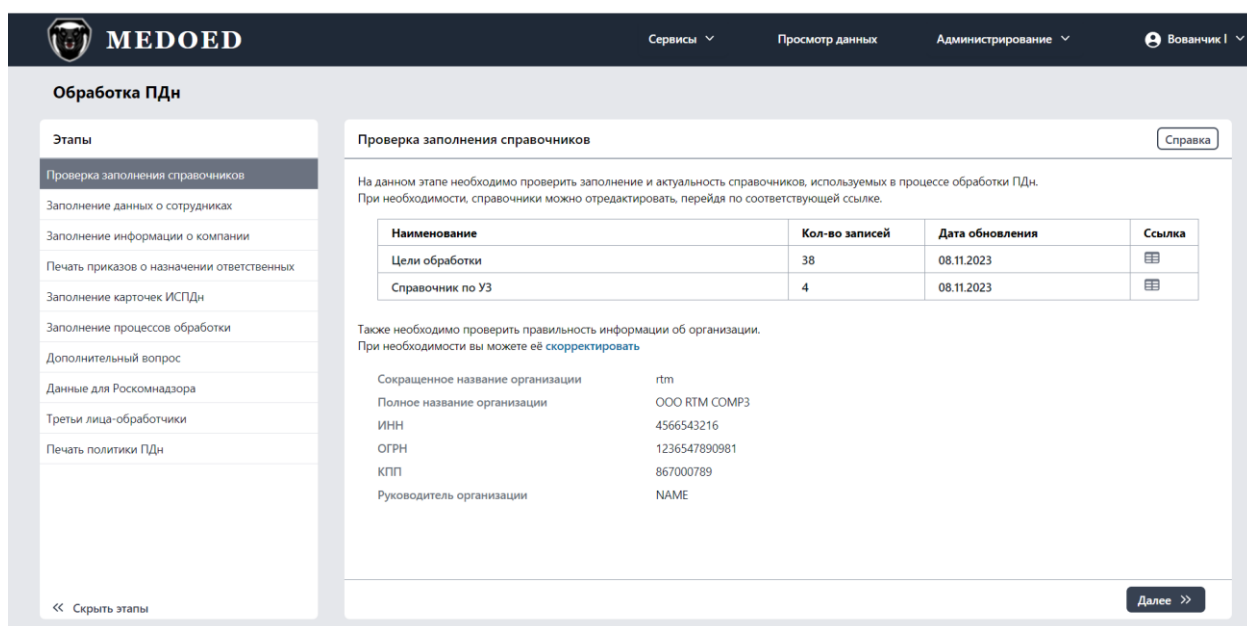 MEDOED
Сервисы
Просмотр данных
Администрирование
Вованчик I
Обработка ПДн
Этапы
Проверка заполнения справочников
Заполнение данных о сотрудниках
Заполнение информации о компании
Печать приказов о назначении ответственных
Заполнение карточек ИСПДн
Заполнение процессов обработки
Дополнительный вопрос
Данные для Роскомнадзора
Третьи лица-обработчики
Печать политики ПДн
Скрыть этапы
Проверка заполнения справочников
Справка
На данном этапе необходимо проверить заполнение и актуальность справочников, используемых в процессе обработки ПДн.
При необходимости, справочники можно отредактировать, перейдя по соответствующей ссылке.
Наименование Кол-во записей Дата обновления Ссылка
Цели обработки 38 08.11.2023
Справочник по УЗ 4 08.11.2023
Также необходимо проверить правильность информации об организации.
При необходимости вы можете её скорректировать
Сокращенное название организации rtm
Полное название организации ООО RTM COMP3
ИНН 4566543216
ОГРН 1236547890981
КПП 867000789
Руководитель организации NAME
Далее